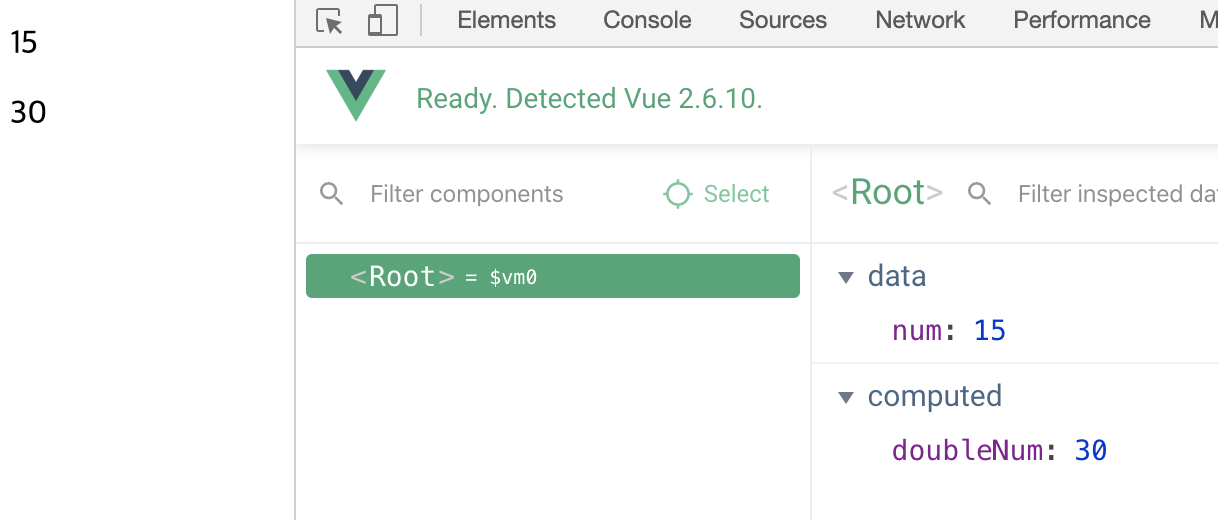 15
30
Elements Console Sources Network Performance M
Ready. Detected Vue 2.6.10.
Filter components Select
<Root> = $vm0
<Root> Filter inspected da
data
num: 15
computed
doubleNum: 30